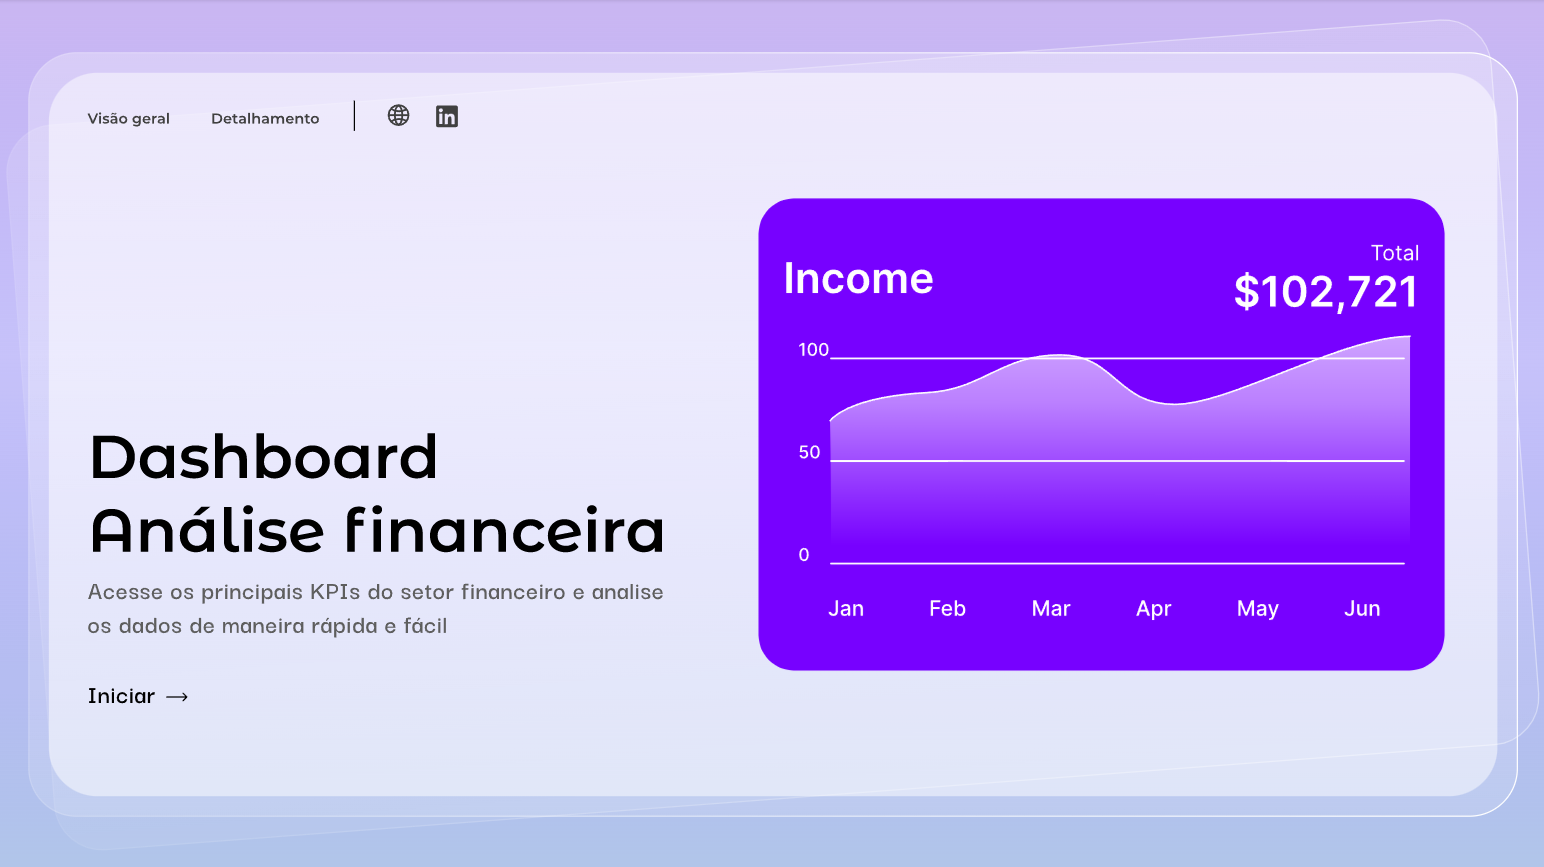 Visão geral Detalhamento
in
Dashboard
Análise financeira
Acesse os principais KPIs do setor financeiro e analise
os dados de maneira rápida e fácil
Iniciar →
Income
Total
$102,721
100
50
0
Jan Feb Mar Apr May Jun